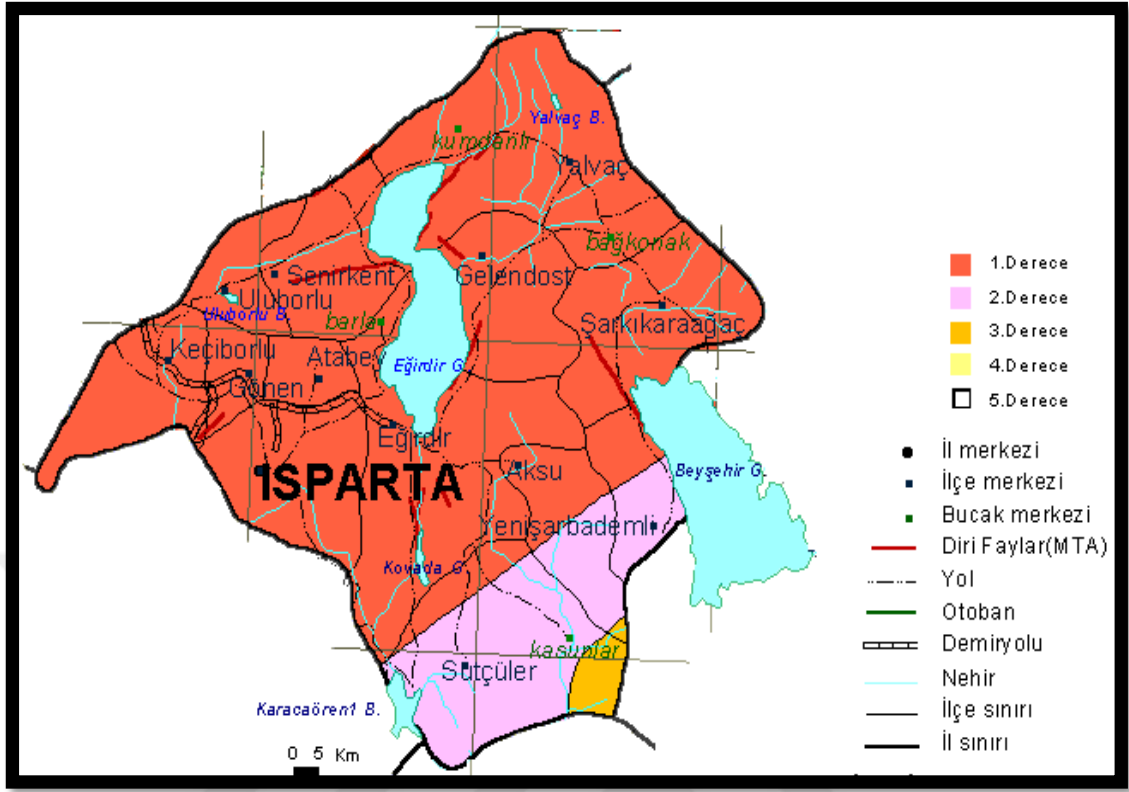 Yalvaç B.
kumdanlı
Yalvaç
bağkonak
Gelendost
Senirkent
Uluborlu
Uluborlu B.
barla
Şarkikaraağaç
Keçiborlu
Atabey
Eğirdir G.
Gönen
Eğirdir
ISPARTA
Aksu
Beyşehir G.
Yenişarbademli
Kovada G.
kasımlar
Sütçüler
Karacaören1 B.
0 5 Km
1.Derece
2.Derece
3.Derece
4.Derece
5.Derece
İl merkezi
İlçe merkezi
Bucak merkezi
Diri Faylar(MTA)
Yol
Otoban
Demiryolu
Nehir
İlçe sınırı
İl sınırı